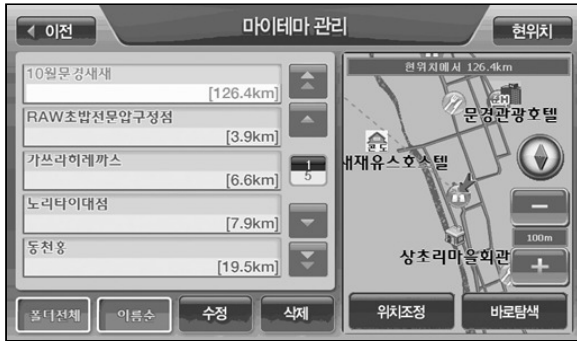 이전
마이테마 관리
현위치
10월문경새재
[126.4km]
RAW초밥전문압구정점
[3.9km]
가쓰라히레까스
[6.6km]
노리타이대점
[7.9km]
동천홍
[19.5km]
1
5
폴더전체
이름순
수정
삭제
현위치에서 126.4km
문경관광호텔
콘도
새재유스호스텔
100m
상초리마을회관
위치조정
바로탐색